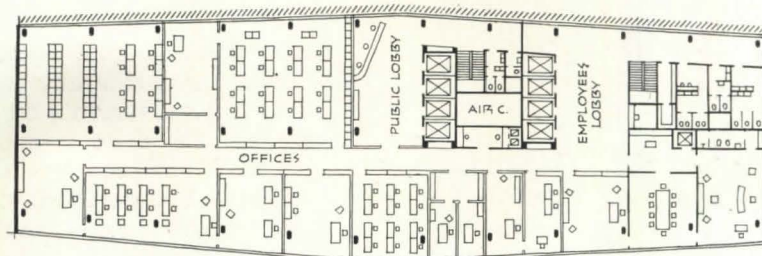 PUBLIC LOBBY
AIR C.
EMPLOYEES
LOBBY
OFFICES